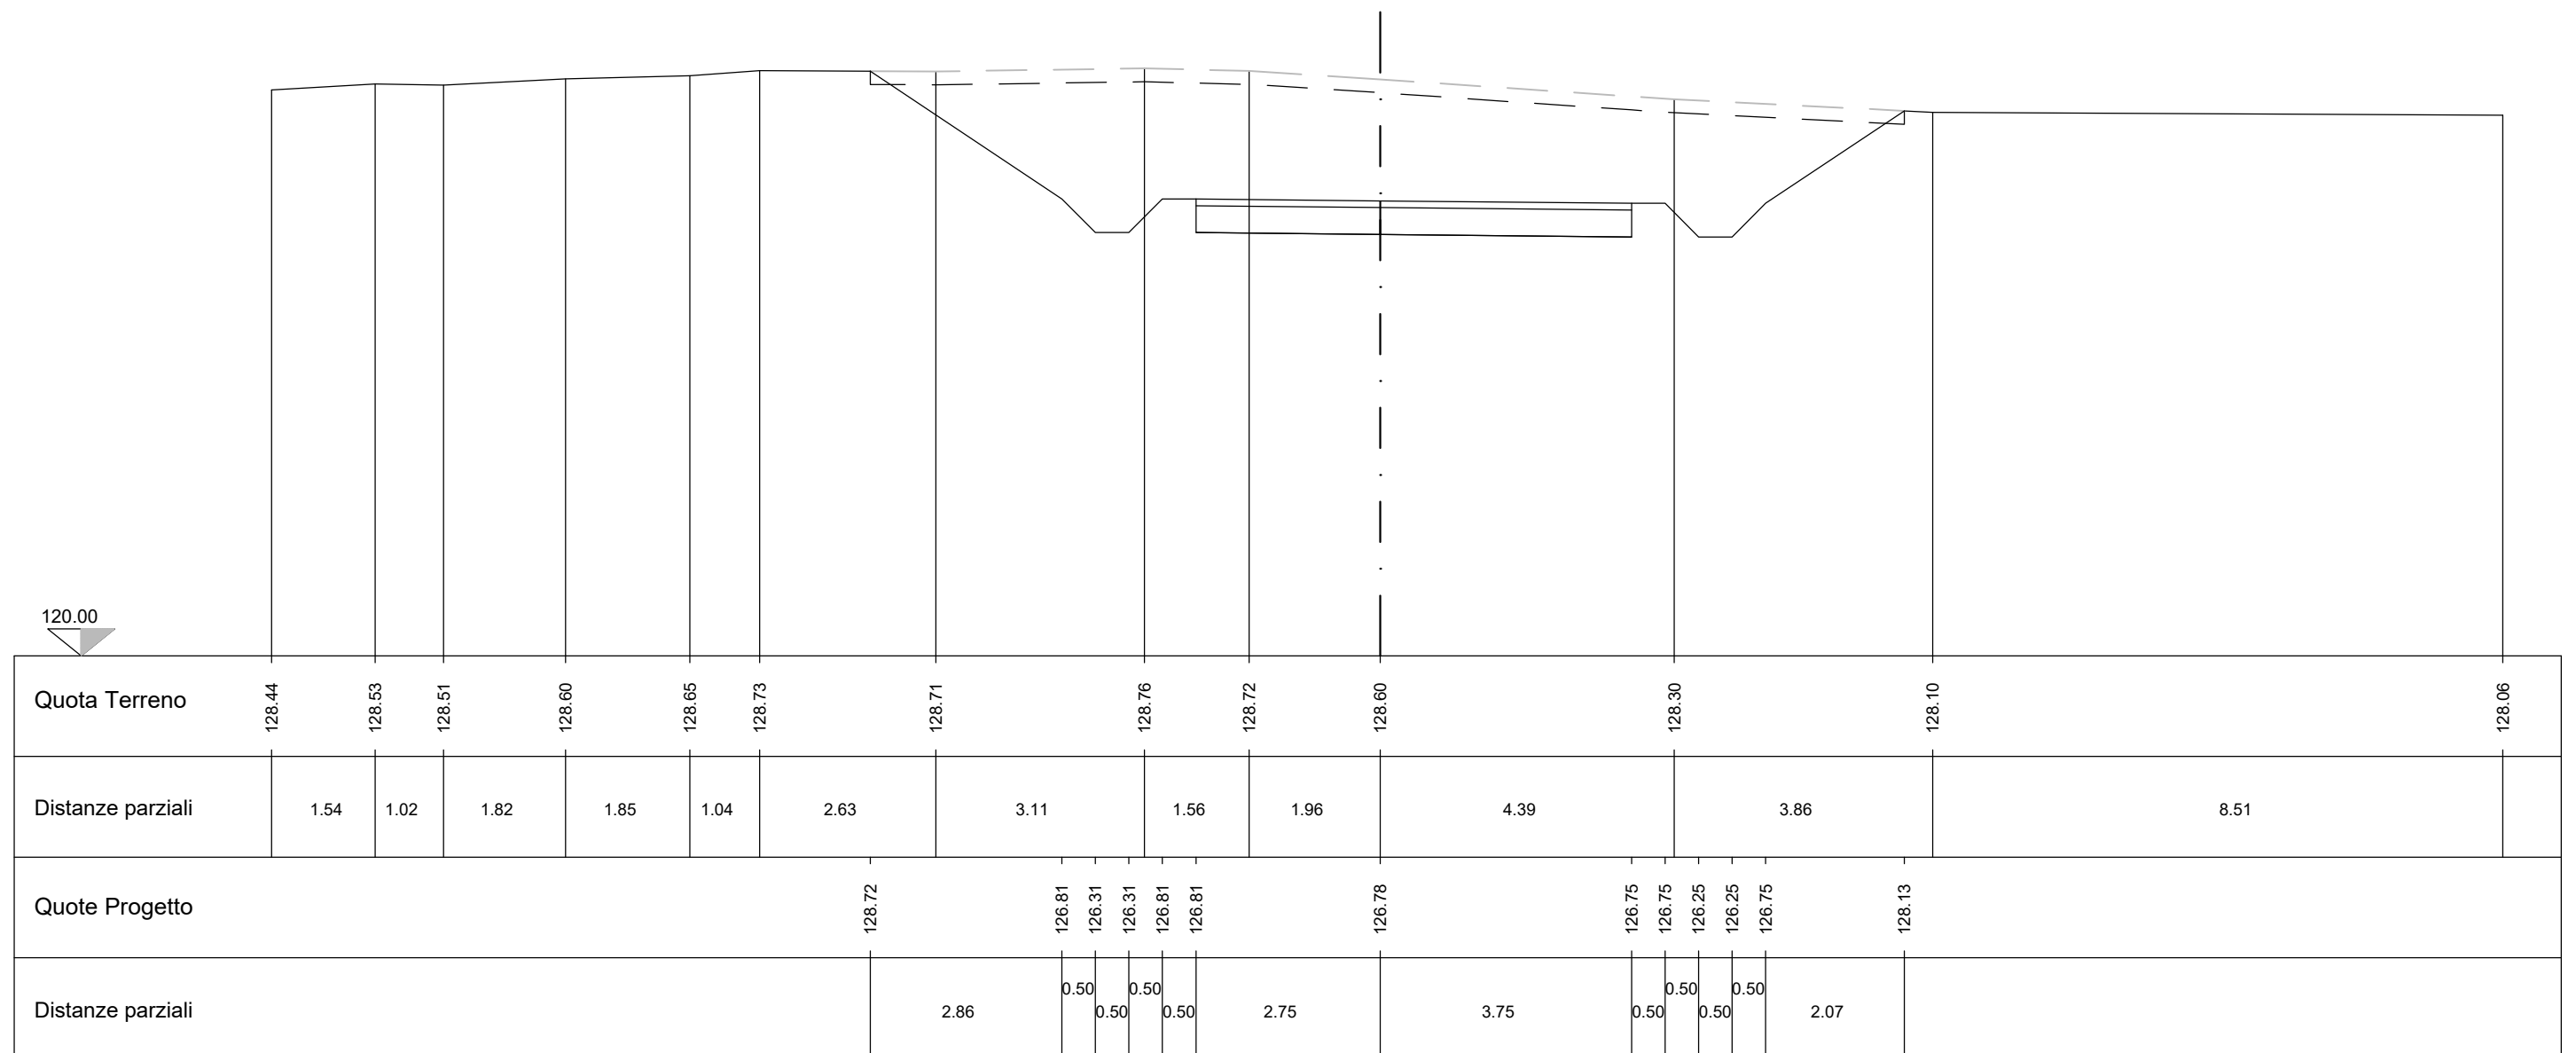 120.00
Quota Terreno 128.44 128.53 128.51 128.60 128.65 128.73 128.71 128.76 128.72 128.60 128.30 128.10 128.06
Distanze parziali 1.54 1.02 1.82 1.85 1.04 2.63 3.11 1.56 1.96 4.39 3.86 8.51
Quote Progetto 128.72 126.81 126.31 126.31 126.81 126.81 126.78 126.75 126.75 126.25 126.25 126.75 128.13
Distanze parziali 2.86 0.50 0.50 0.50 0.50 2.75 3.75 0.50 0.50 0.50 0.50 2.07